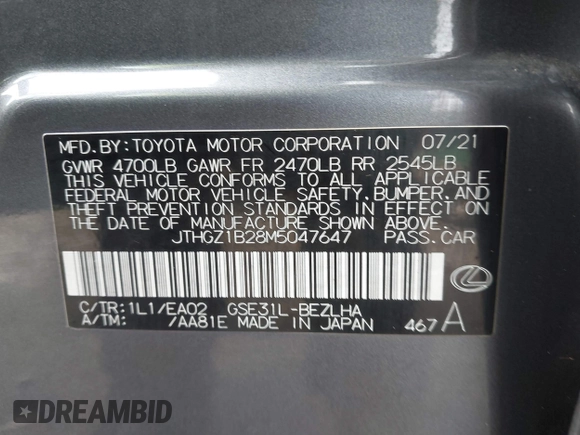 MFD.BY:TOYOTA MOTOR CORPORATION 07/21
GVWR 4700LB GAWR FR 2470LB RR 2545LB
THIS VEHICLE CONFORMS TO ALL APPLICABLE
FEDERAL MOTOR VEHICLE SAFETY,BUMPER,AND
THEFT PREVENTION STANDARDS IN EFFECT ON
THE DATE OF MANUFACTURE SHOWN ABOVE.
JTHGZ1B28M5047647 PASS.CAR
C/TR:1L1/EA02 GSE31L-BEZLHA
A/TM: /AA81E MADE IN JAPAN 467A
DREAMBID